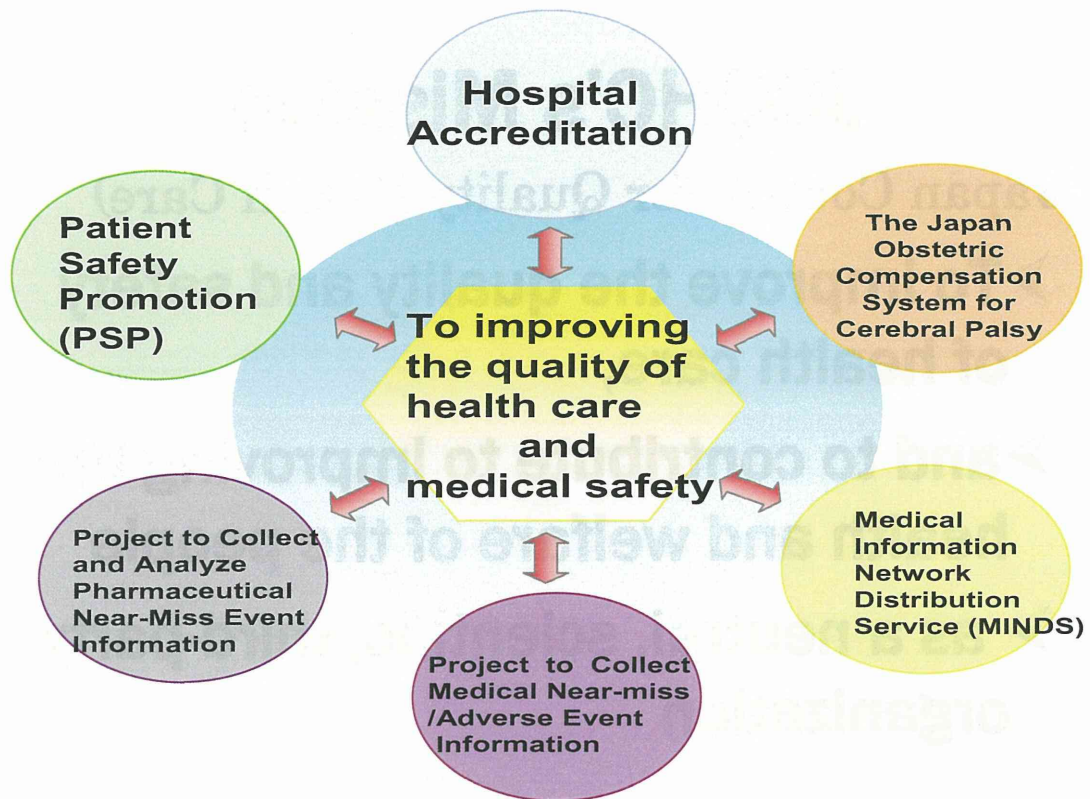 Hospital
Accreditation
Patient
Safety
Promotion
(PSP)
The Japan
Obstetric
Compensation
System for
Cerebral Palsy
To improving
the quality of
health care
and
medical safety
Project to Collect
and Analyze
Pharmaceutical
Near-Miss Event
Information
Medical
Information
Network
Distribution
Service (MINDS)
Project to Collect
Medical Near-miss
/Adverse Event
Information